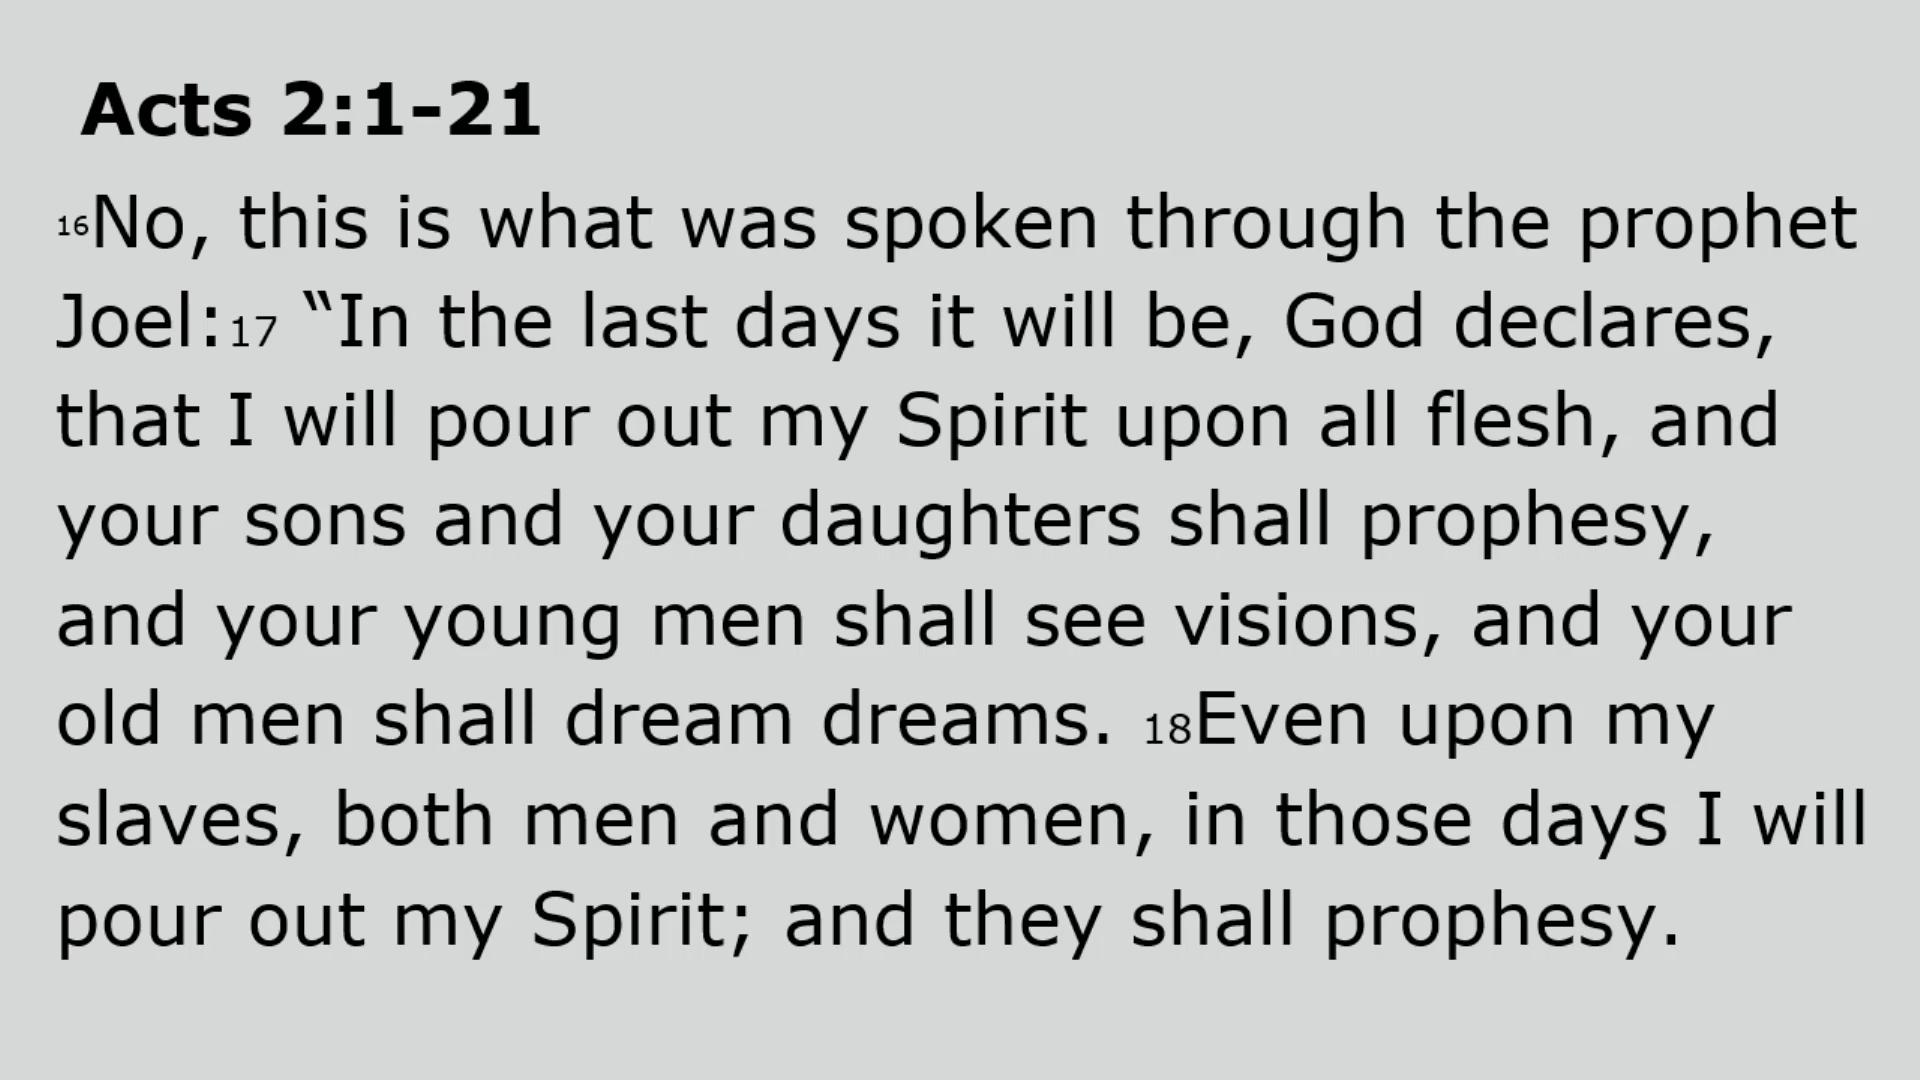 Acts 2:1-21
16No, this is what was spoken through the prophet
Joel:17 “In the last days it will be, God declares,
that I will pour out my Spirit upon all flesh, and
your sons and your daughters shall prophesy,
and your young men shall see visions, and your
old men shall dream dreams. 18Even upon my
slaves, both men and women, in those days I will
pour out my Spirit; and they shall prophesy.